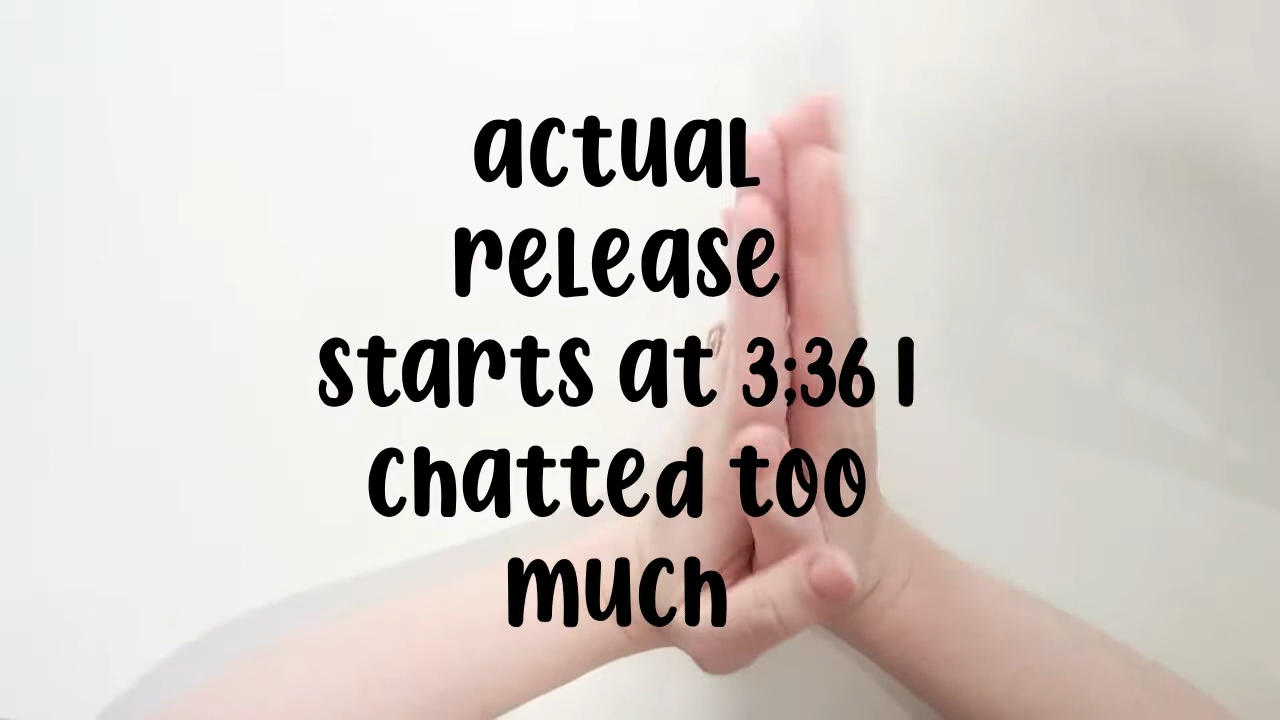 actual
release
starts at 3;36 I
chatted too
much